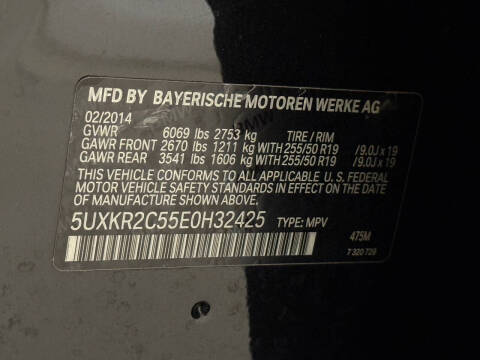 MFD BY BAYERISCHE MOTOREN WERKE AG
02/2014
GVWR 6069 lbs 2753 kg TIRE / RIM
GAWR FRONT 2670 lbs 1211 kg WITH 255/50 R19 / 9.0J x 19
GAWR REAR 3541 lbs 1606 kg WITH 255/50 R19 / 9.0J x 19
THIS VEHICLE CONFORMS TO ALL APPLICABLE U. S. FEDERAL
MOTOR VEHICLE SAFETY STANDARDS IN EFFECT ON THE
DATE OF MANUFACTURE SHOWN ABOVE.
5UXKR2C55E0H32425 TYPE: MPV
475M
7 320 729